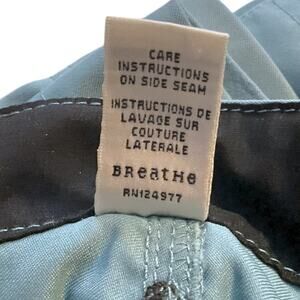 CARE
INSTRUCTIONS
ON SIDE SEAM
INSTRUCTIONS DE
LAVAGE SUR
COUTURE
LATERALE
BReatHe
RN124977